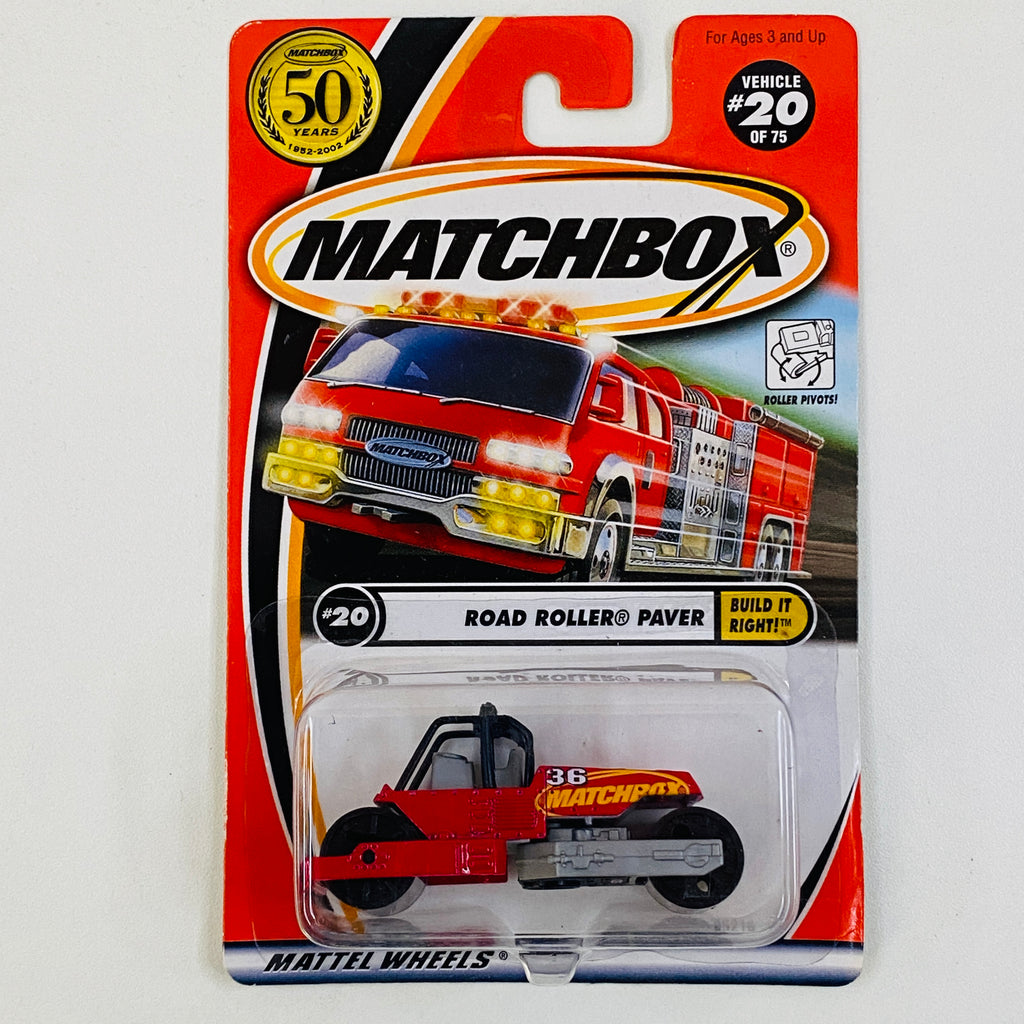 MATCHBOX
50
YEARS
1952-2002
For Ages 3 and Up
VEHICLE
#20
OF 75
MATCHBOX®
ROLLER PIVOTS!
MATCHBOX
#20
ROAD ROLLER® PAVER
BUILD IT
RIGHT!™
36
MATCHBOX
MATTEL WHEELS®